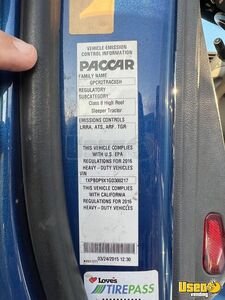 VEHICLE EMISSION
CONTROL INFORMATION
PACCAR
FAMILY NAME
GPCR2TRAC8SH
REGULATORY
SUBCATEGORY
Class 8 High Roof
Sleeper Tractor
EMISSIONS CONTROLS
LRRA, ATS, ARF, TGR
THIS VEHICLE COMPLIES
WITH U.S. EPA
REGULATIONS FOR 2016
HEAVY - DUTY VEHICLES
VIN
THIS VEHICLE COMPLIES
WITH CALIFORNIA
REGULATIONS FOR 2016
HEAVY - DUTY VEHICLES
03/24/2015 12:30
Love's
TIREPASS
UsedVending